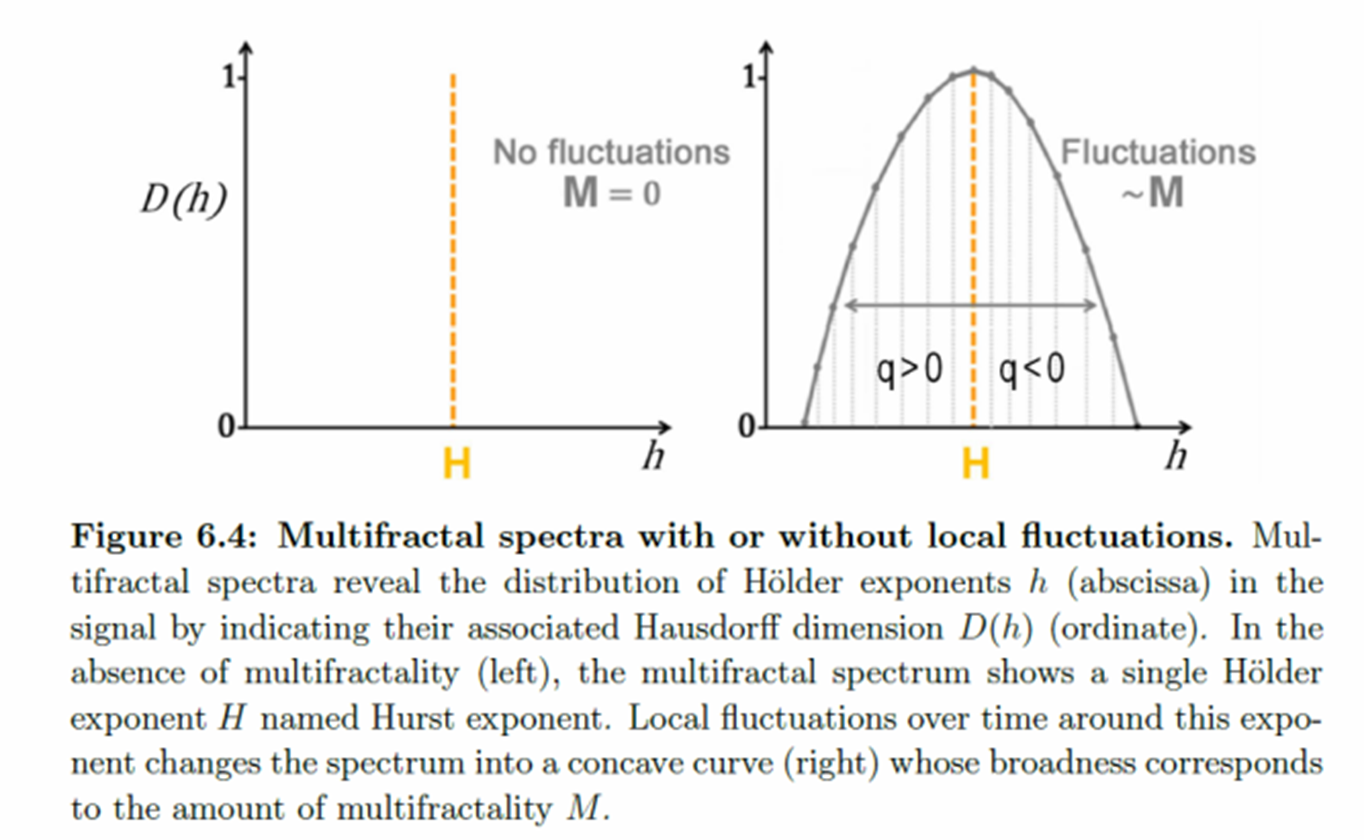 1
D(h)
No fluctuations
M = 0
0
H
h
1
Fluctuations
~M
q>0
q<0
0
H
h
Figure 6.4: Multifractal spectra with or without local fluctuations. Mul-
tifractal spectra reveal the distribution of Hölder exponents h (abscissa) in the
signal by indicating their associated Hausdorff dimension D(h) (ordinate). In the
absence of multifractality (left), the multifractal spectrum shows a single Hölder
exponent H named Hurst exponent. Local fluctuations over time around this expo-
nent changes the spectrum into a concave curve (right) whose broadness corresponds
to the amount of multifractality M.